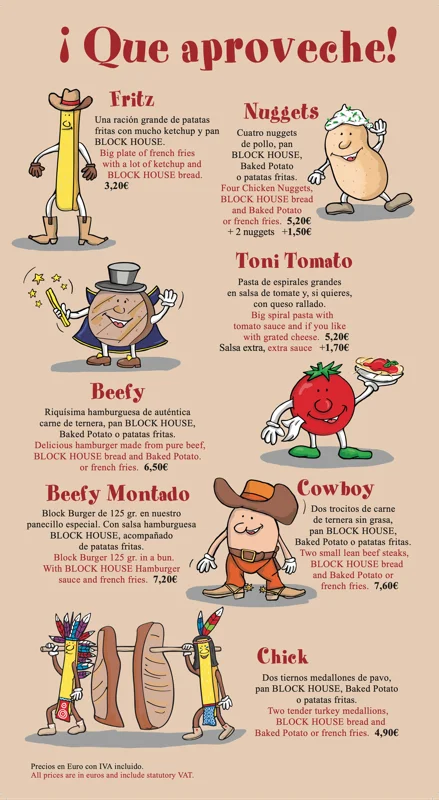 ¡ Que aproveche!
Fritz
Una ración grande de patatas
fritas con mucho ketchup y pan
BLOCK HOUSE.
Big plate of french fries
with a lot of ketchup and
BLOCK HOUSE bread.
3,20€
Nuggets
Cuatro nuggets
de pollo, pan
BLOCK HOUSE,
Baked Potato
o patatas fritas.
Four Chicken Nuggets,
BLOCK HOUSE bread
and Baked Potato
or french fries. 5,20€
+ 2 nuggets +1,50€
Toni Tomato
Pasta de espirales grandes
en salsa de tomate y, si quieres,
con queso rallado.
Big spiral pasta with
tomato sauce and if you like
with grated cheese. 5,20€
Salsa extra, extra sauce +1,70€
Beefy
Riquísima hamburguesa de auténtica
carne de ternera, pan BLOCK HOUSE,
Baked Potato o patatas fritas.
Delicious hamburger made from pure beef,
BLOCK HOUSE bread and Baked Potato.
or french fries. 6,50€
Beefy Montado
Block Burger de 125 gr. en nuestro
panecillo especial. Con salsa hamburguesa
BLOCK HOUSE, acompañado
de patatas fritas.
Block Burger 125 gr. in a bun.
With BLOCK HOUSE Hamburger
sauce and french fries. 7,20€
Cowboy
Dos trocitos de carne
de ternera sin grasa,
pan BLOCK HOUSE,
Baked Potato o patatas fritas.
Two small lean beef steaks,
BLOCK HOUSE bread
and Baked Potato or
french fries. 7,60€
Chick
Dos tiernos medallones de pavo,
pan BLOCK HOUSE, Baked Potato
o patatas fritas.
Two tender turkey medallions,
BLOCK HOUSE bread and
Baked Potato or french fries. 4,90€
Precios en Euro con IVA incluido.
All prices are in euros and include statutory VAT.